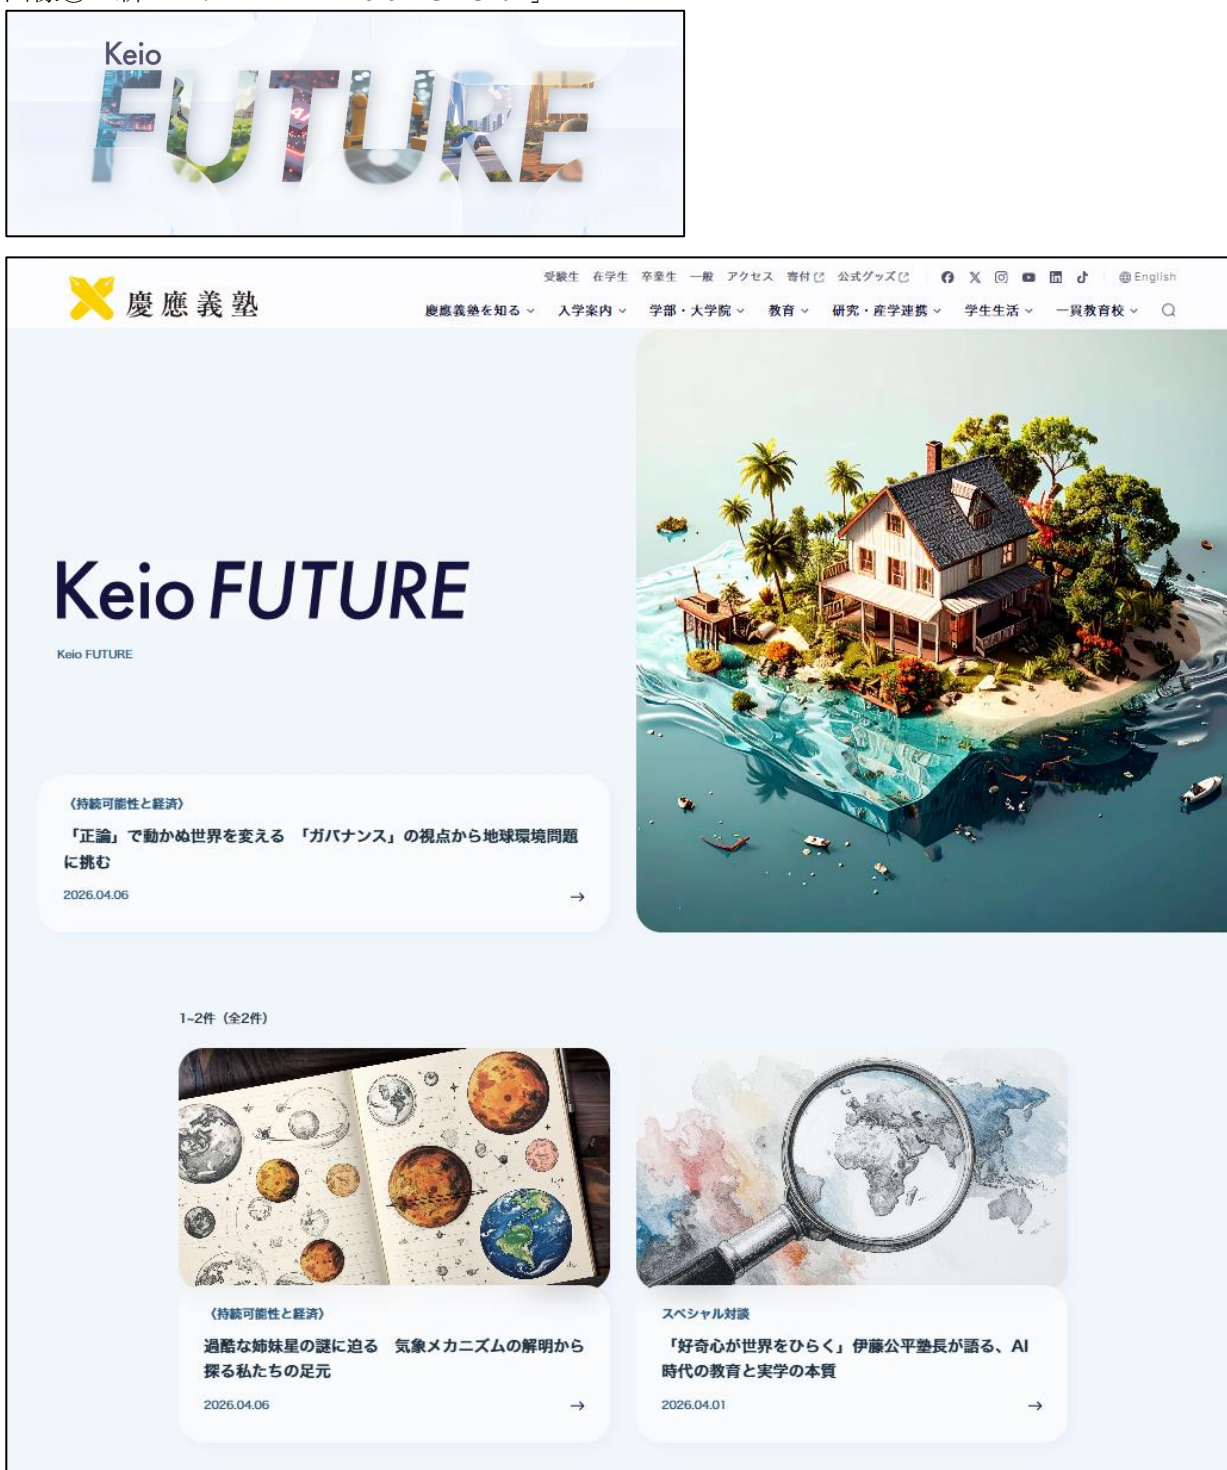 Keio
FUTURE
慶應義塾
受験生 在学生 卒業生 一般 アクセス 寄付 公式グッズ English
慶應義塾を知る 入学案内 学部・大学院 教育 研究・産学連携 学生生活 一貫教育校
Keio FUTURE
Keio FUTURE
〈持続可能性と経済〉
「正論」で動かぬ世界を変える 「ガバナンス」の視点から地球環境問題
に挑む
2026.04.06
1~2件（全2件）
〈持続可能性と経済〉
過酷な姉妹星の謎に迫る 気象メカニズムの解明から
探る私たちの足元
2026.04.06
スペシャル対談
「好奇心が世界をひらく」伊藤公平塾長が語る、AI
時代の教育と実学の本質
2026.04.01